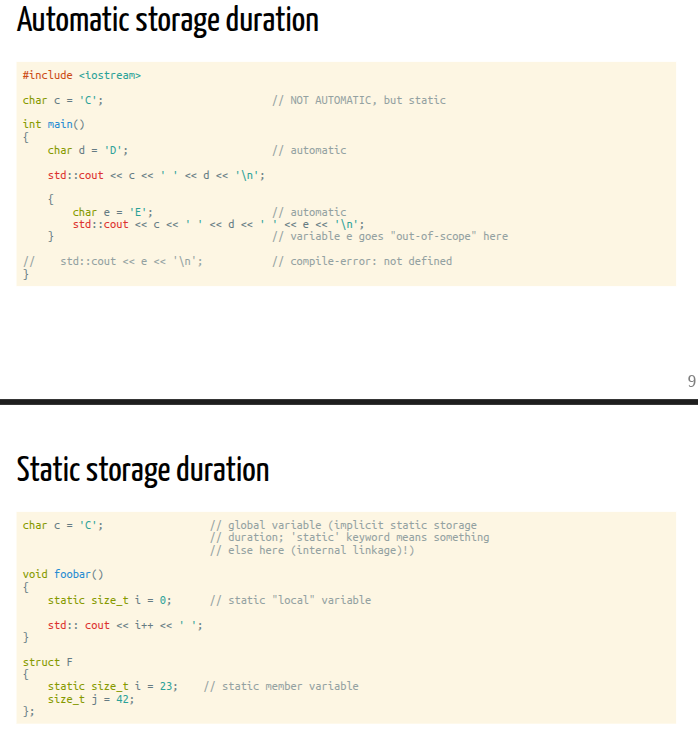 Automatic storage duration
#include <iostream>
char c = 'C';                           // NOT AUTOMATIC, but static
int main()
{
    char d = 'D';                       // automatic
    std::cout << c << ' ' << d << '\n';
    {
        char e = 'E';                   // automatic
        std::cout << c << ' ' << d << ' ' << e << '\n';
    }                                   // variable e goes "out-of-scope" here
//    std::cout << e << '\n';           // compile-error: not defined
}
9
Static storage duration
char c = 'C';                 // global variable (implicit static storage
                              // duration; 'static' keyword means something
                              // else here (internal linkage)!)
void foobar()
{
    static size_t i = 0;      // static "local" variable
    std:: cout << i++ << ' ';
}
struct F
{
    static size_t i = 23;    // static member variable
    size_t j = 42;
};